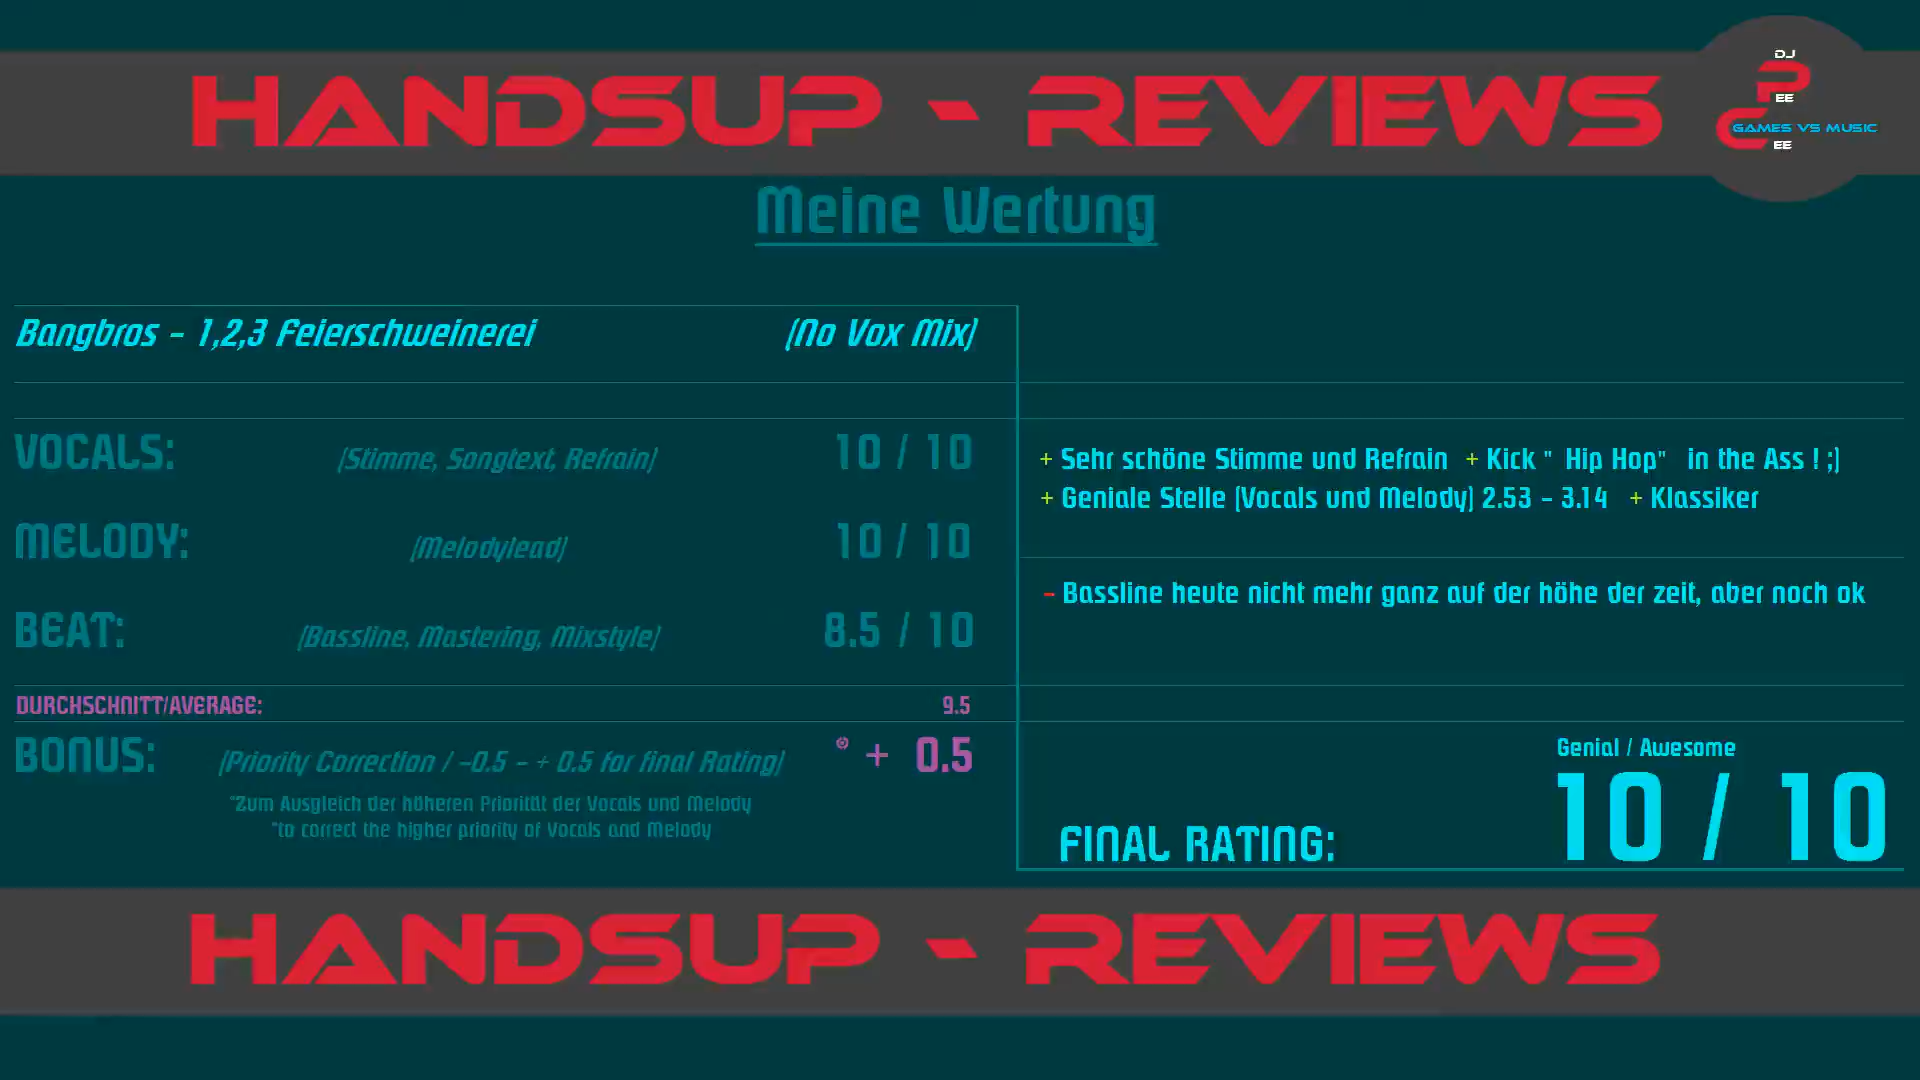 HANDSUP - REVIEWS
DJ
P
EE
C
GAMES VS MUSIC
EE
Meine Wertung
Bangbros - 1,2,3 Feierschweinerei (No Vox Mix)
VOCALS: (Stimme, Songtext, Refrain) 10 / 10
+ Sehr schöne Stimme und Refrain + Kick " Hip Hop" in the Ass ! ;)
+ Geniale Stelle (Vocals und Melody) 2.53 - 3.14 + Klassiker
MELODY: (Melodylead) 10 / 10
- Bassline heute nicht mehr ganz auf der höhe der zeit, aber noch ok
BEAT: (Bassline, Mastering, Mixstyle) 8.5 / 10
DURCHSCHNITT/AVERAGE: 9.5
BONUS: (Priority Correction / -0.5 - + 0.5 for final Rating) * + 0.5
*Zum Ausgleich der höheren Priorität der Vocals und Melody
*to correct the higher priority of Vocals and Melody
Genial / Awesome
FINAL RATING: 10 / 10
HANDSUP - REVIEWS